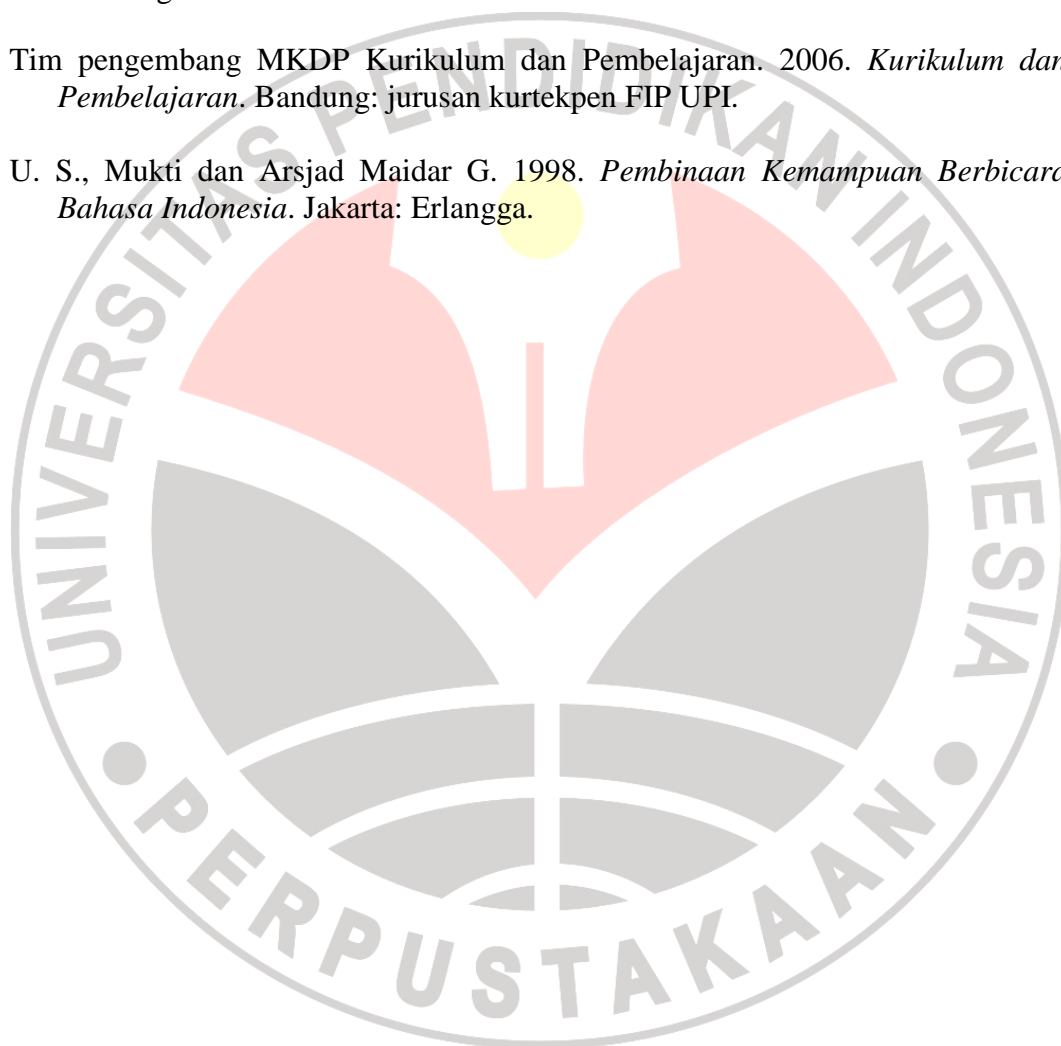 Tim pengembang MKDP Kurikulum dan Pembelajaran. 2006. Kurikulum dan
Pembelajaran. Bandung: jurusan kurtekpen FIP UPI.
U. S., Mukti dan Arsjad Maidar G. 1998. Pembinaan Kemampuan Berbicara
Bahasa Indonesia. Jakarta: Erlangga.
UNIVERSITAS PENDIDIKAN INDONESIA
PERPUSTAKAAN